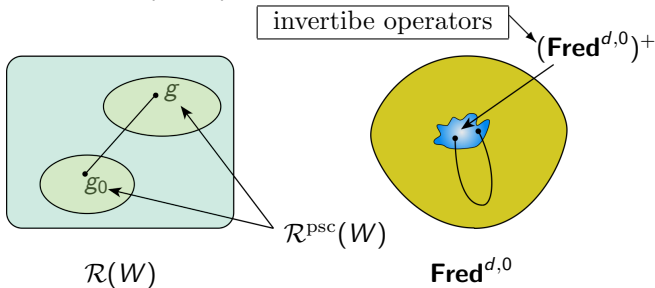 invertibe operators
(Fred^{d,0})^+
g
g_0
R^{psc}(W)
R(W)
Fred^{d,0}